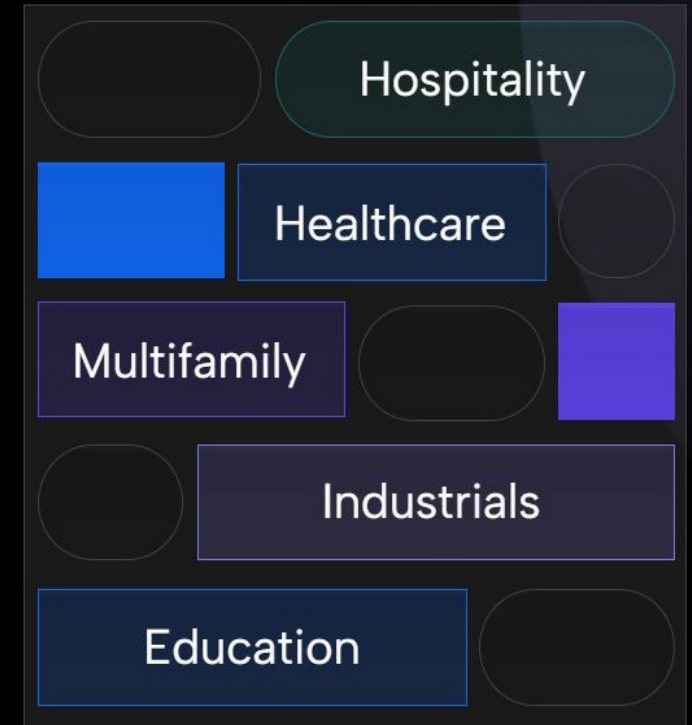 Hospitality
Healthcare
Multifamily
Industrials
Education